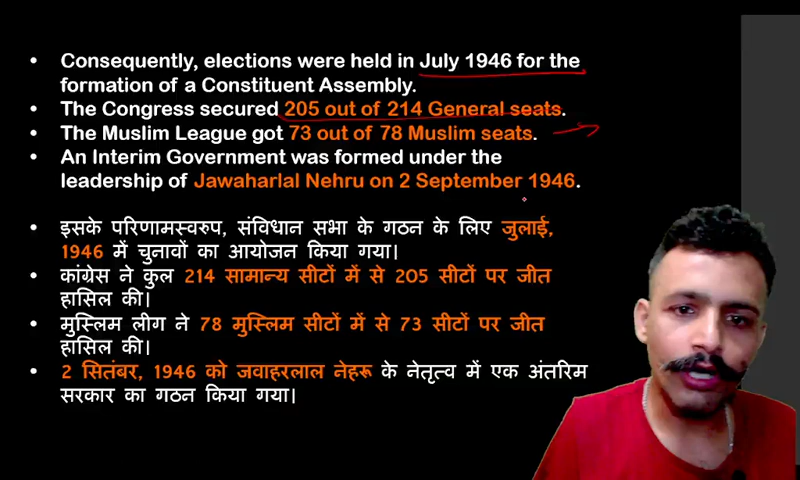 • Consequently, elections were held in July 1946 for the
formation of a Constituent Assembly.
• The Congress secured 205 out of 214 General seats.
• The Muslim League got 73 out of 78 Muslim seats.
• An Interim Government was formed under the
leadership of Jawaharlal Nehru on 2 September 1946.
• इसके परिणामस्वरुप, संविधान सभा के गठन के लिए जुलाई,
1946 में चुनावों का आयोजन किया गया।
• कांग्रेस ने कुल 214 सामान्य सीटों में से 205 सीटों पर जीत
हासिल की।
• मुस्लिम लीग ने 78 मुस्लिम सीटों में से 73 सीटों पर जीत
हासिल की।
• 2 सितंबर, 1946 को जवाहरलाल नेहरू के नेतृत्व में एक अंतरिम
सरकार का गठन किया गया।